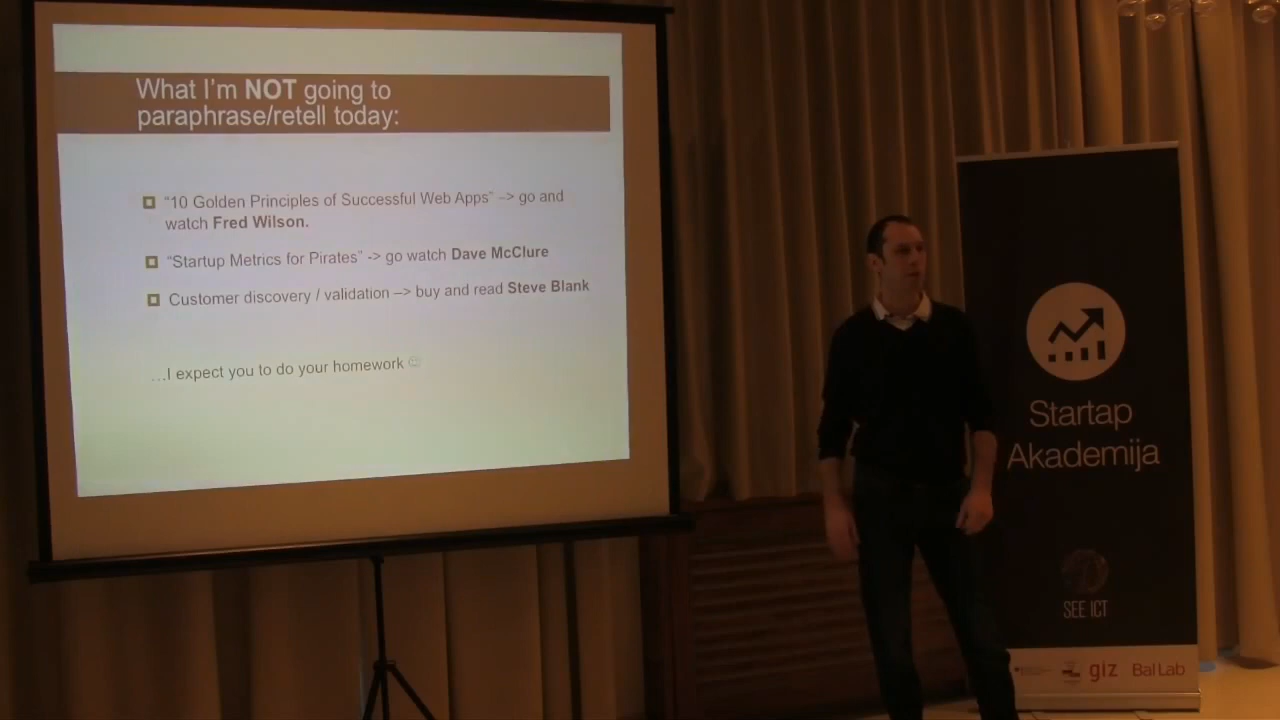 What I'm NOT going to
paraphrase/retell today:
"10 Golden Principles of Successful Web Apps" –> go and
watch Fred Wilson.
"Startup Metrics for Pirates" -> go watch Dave McClure
Customer discovery / validation –> buy and read Steve Blank
…I expect you to do your homework ☺
Startap
Akademija
SEE ICT
giz
Bal Lab